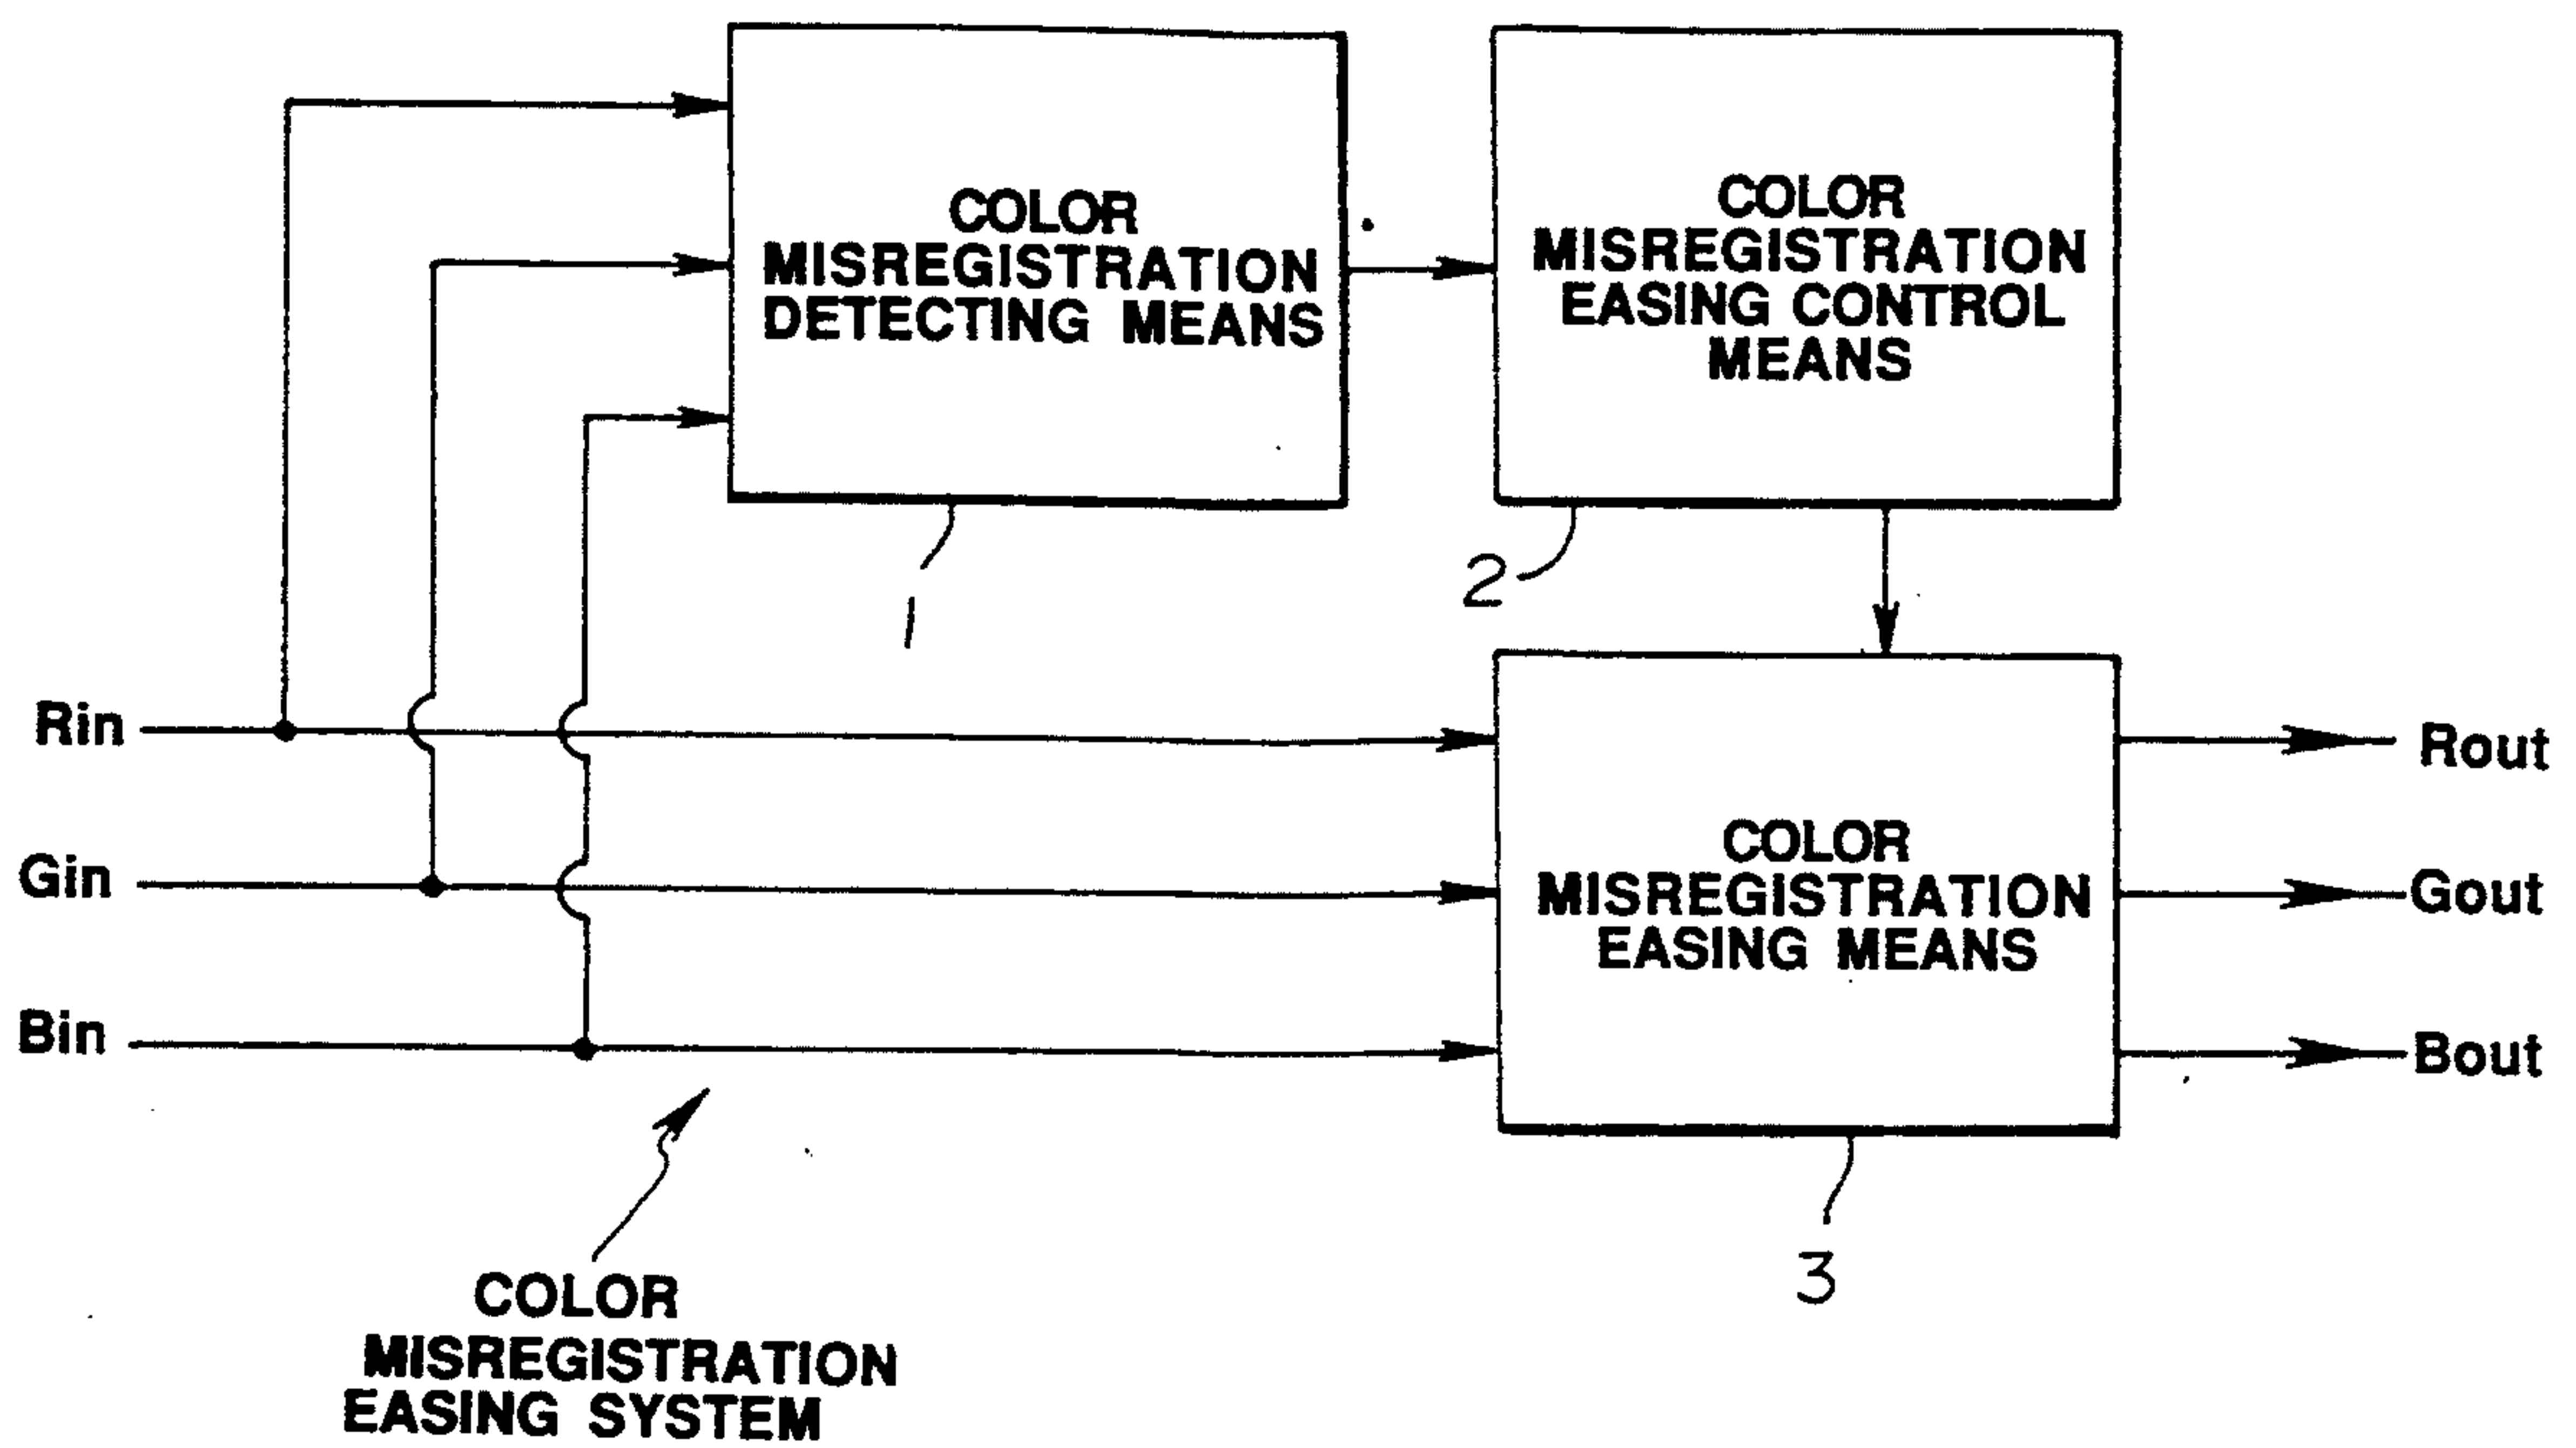 COLOR
MISREGISTRATION
DETECTING MEANS
COLOR
MISREGISTRATION
EASING CONTROL
MEANS
1
2
Rin
Gin
Bin
COLOR
MISREGISTRATION
EASING MEANS
Rout
Gout
Bout
3
COLOR
MISREGISTRATION
EASING SYSTEM